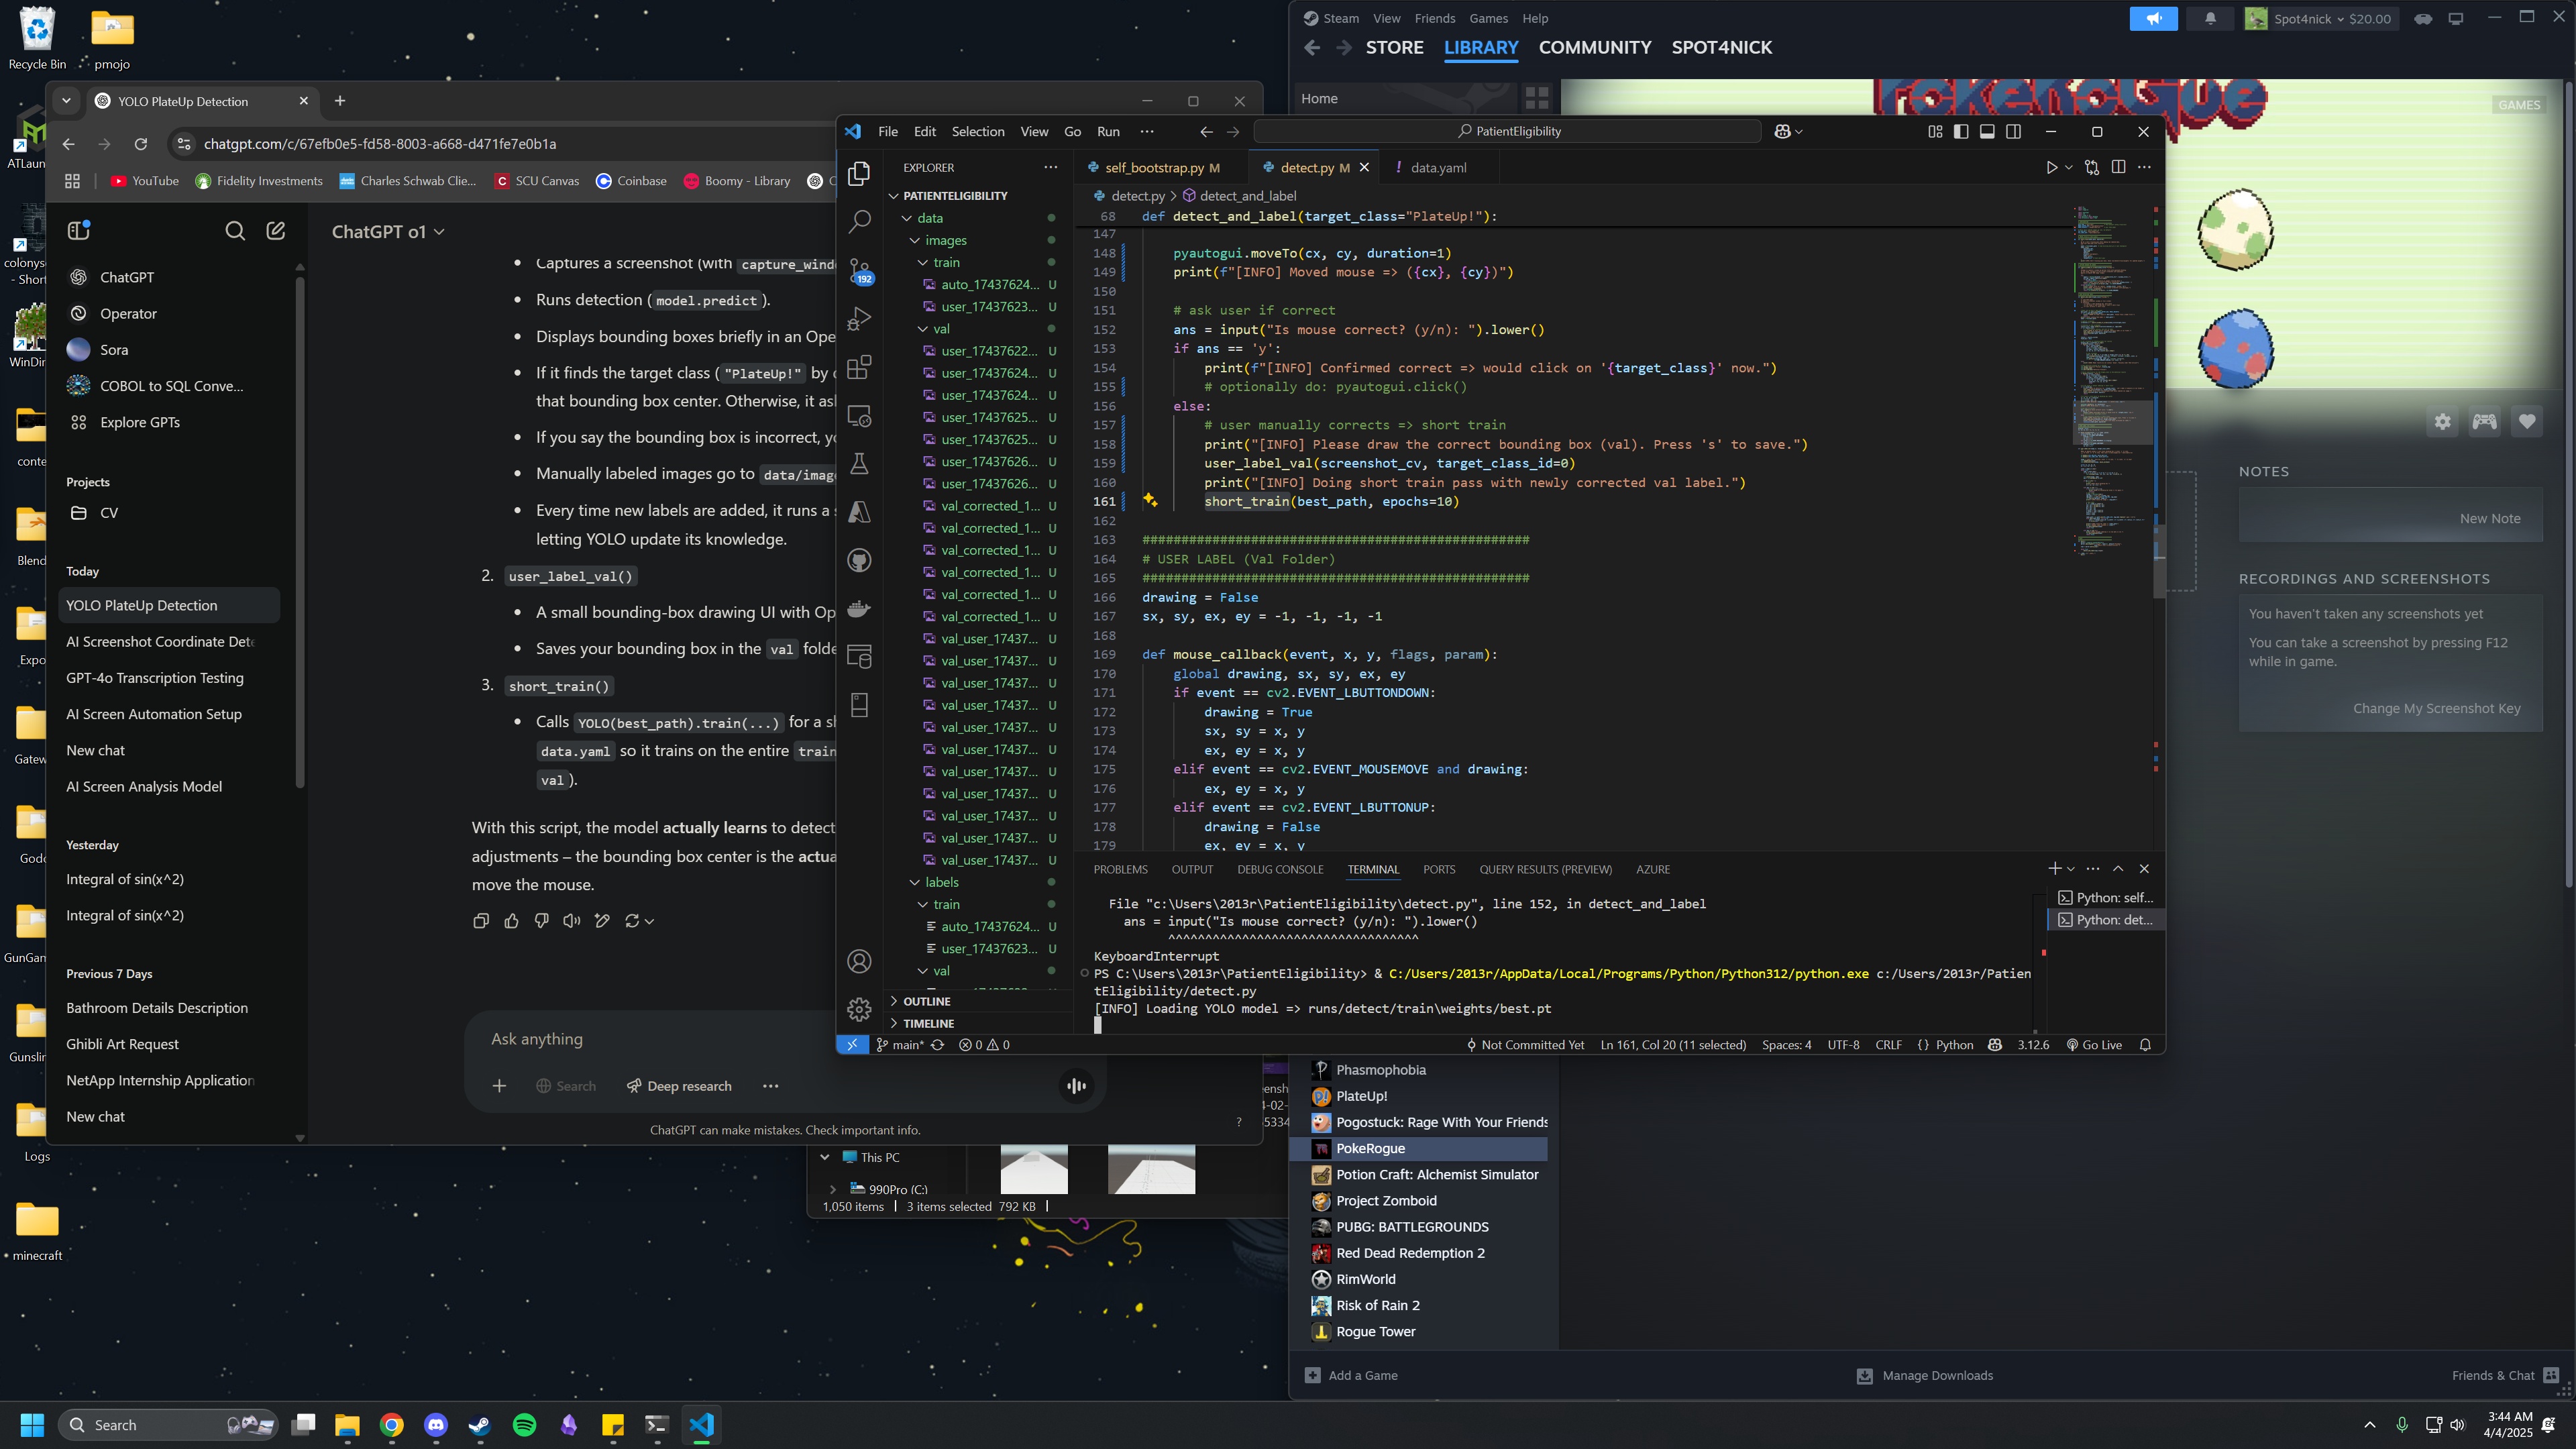 Recycle Bin
pmojo
ATLaun
colonys
- Short
WinDir
conte
Blend
Expo
Gatew
Godo
GunGan
Gunslin
Logs
minecraft
YOLO PlateUp Detection
chatgpt.com/c/67efb0e5-fd58-8003-a668-d471fe7e0b1a
YouTube
Fidelity Investments
Charles Schwab Clie...
SCU Canvas
Coinbase
Boomy - Library
ChatGPT o1
ChatGPT
Operator
Sora
COBOL to SQL Conve...
Explore GPTs
Projects
CV
Today
YOLO PlateUp Detection
AI Screenshot Coordinate Dete
GPT-4o Transcription Testing
AI Screen Automation Setup
New chat
AI Screen Analysis Model
Yesterday
Integral of sin(x^2)
Integral of sin(x^2)
Previous 7 Days
Bathroom Details Description
Ghibli Art Request
NetApp Internship Application
New chat
Captures a screenshot (with capture_windo
Runs detection (model.predict).
Displays bounding boxes briefly in an Ope
If it finds the target class ("PlateUp!" by d
that bounding box center. Otherwise, it ask
If you say the bounding box is incorrect, yo
Manually labeled images go to data/image
Every time new labels are added, it runs a s
letting YOLO update its knowledge.
2. user_label_val()
A small bounding-box drawing UI with Op
Saves your bounding box in the val folde
3. short_train()
Calls YOLO(best_path).train(...) for a sh
data.yaml so it trains on the entire train
val).
With this script, the model actually learns to detect
adjustments – the bounding box center is the actua
move the mouse.
Ask anything
Search
Deep research
ChatGPT can make mistakes. Check important info.
?
File Edit Selection View Go Run ...
PatientEligibility
EXPLORER
PATIENTELIGIBILITY
data
images
train
auto_17437624... U
user_17437623... U
val
user_17437622... U
user_17437624... U
user_17437624... U
user_17437625... U
user_17437625... U
user_17437626... U
user_17437626... U
val_corrected_1... U
val_corrected_1... U
val_corrected_1... U
val_corrected_1... U
val_corrected_1... U
val_corrected_1... U
val_user_17437... U
val_user_17437... U
val_user_17437... U
val_user_17437... U
val_user_17437... U
val_user_17437... U
val_user_17437... U
val_user_17437... U
val_user_17437... U
val_user_17437... U
val_user_17437... U
labels
train
auto_17437624... U
user_17437623... U
val
OUTLINE
TIMELINE
192
self_bootstrap.py M
detect.py M
data.yaml
detect.py > detect_and_label
68 def detect_and_label(target_class="PlateUp!"):
147
148 pyautogui.moveTo(cx, cy, duration=1)
149 print(f"[INFO] Moved mouse => ({cx}, {cy})")
150
151 # ask user if correct
152 ans = input("Is mouse correct? (y/n): ").lower()
153 if ans == 'y':
154 print(f"[INFO] Confirmed correct => would click on '{target_class}' now.")
155 # optionally do: pyautogui.click()
156 else:
157 # user manually corrects => short train
158 print("[INFO] Please draw the correct bounding box (val). Press 's' to save.")
159 user_label_val(screenshot_cv, target_class_id=0)
160 print("[INFO] Doing short train pass with newly corrected val label.")
161 short_train(best_path, epochs=10)
162
163 ##################################################
164 # USER LABEL (Val Folder)
165 ##################################################
166 drawing = False
167 sx, sy, ex, ey = -1, -1, -1, -1
168
169 def mouse_callback(event, x, y, flags, param):
170 global drawing, sx, sy, ex, ey
171 if event == cv2.EVENT_LBUTTONDOWN:
172 drawing = True
173 sx, sy = x, y
174 ex, ey = x, y
175 elif event == cv2.EVENT_MOUSEMOVE and drawing:
176 ex, ey = x, y
177 elif event == cv2.EVENT_LBUTTONUP:
178 drawing = False
179 ex, ey = x, y
PROBLEMS OUTPUT DEBUG CONSOLE TERMINAL PORTS QUERY RESULTS (PREVIEW) AZURE
File "c:\Users\2013r\PatientEligibility\detect.py", line 152, in detect_and_label
ans = input("Is mouse correct? (y/n): ").lower()
^^^^^^^^^^^^^^^^^^^^^^^^^^^^^^^^^
KeyboardInterrupt
PS C:\Users\2013r\PatientEligibility> & C:/Users/2013r/AppData/Local/Programs/Python/Python312/python.exe c:/Users/2013r/Patien
tEligibility/detect.py
[INFO] Loading YOLO model => runs/detect/train\weights/best.pt
Python: self...
Python: det...
main*
0 0
Not Committed Yet
Ln 161, Col 20 (11 selected)
Spaces: 4
UTF-8
CRLF
{} Python
3.12.6
Go Live
This PC
990Pro (C:)
1,050 items
3 items selected 792 KB
Steam View Friends Games Help
Spot4nick
$20.00
STORE LIBRARY COMMUNITY SPOT4NICK
Home
GAMES
NOTES
New Note
RECORDINGS AND SCREENSHOTS
You haven't taken any screenshots yet
You can take a screenshot by pressing F12
while in game.
Change My Screenshot Key
Phasmophobia
PlateUp!
Pogostuck: Rage With Your Friends
PokeRogue
Potion Craft: Alchemist Simulator
Project Zomboid
PUBG: BATTLEGROUNDS
Red Dead Redemption 2
RimWorld
Risk of Rain 2
Rogue Tower
Add a Game
Manage Downloads
Friends & Chat
Search
3:44 AM
4/4/2025